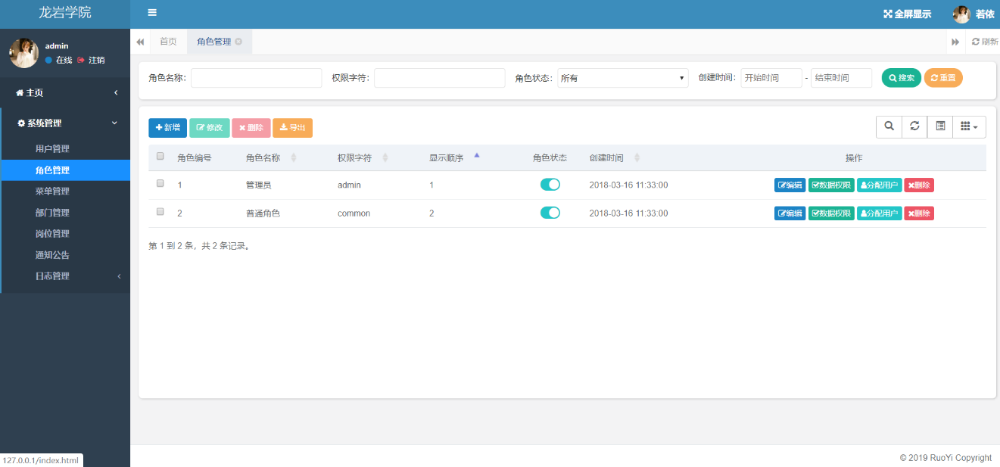 龙岩学院
全屏显示 若依
admin
在线 注销
首页 角色管理 刷新
主页
系统管理
用户管理
角色管理
菜单管理
部门管理
岗位管理
通知公告
日志管理
角色名称： 权限字符： 角色状态： 所有 创建时间： 开始时间 - 结束时间 搜索 重置
新增 修改 删除 导出
角色编号 角色名称 权限字符 显示顺序 角色状态 创建时间 操作
1 管理员 admin 1 2018-03-16 11:33:00 编辑 数据权限 分配用户 删除
2 普通角色 common 2 2018-03-16 11:33:00 编辑 数据权限 分配用户 删除
第 1 到 2 条，共 2 条记录。
127.0.0.1/index.html
© 2019 RuoYi Copyright